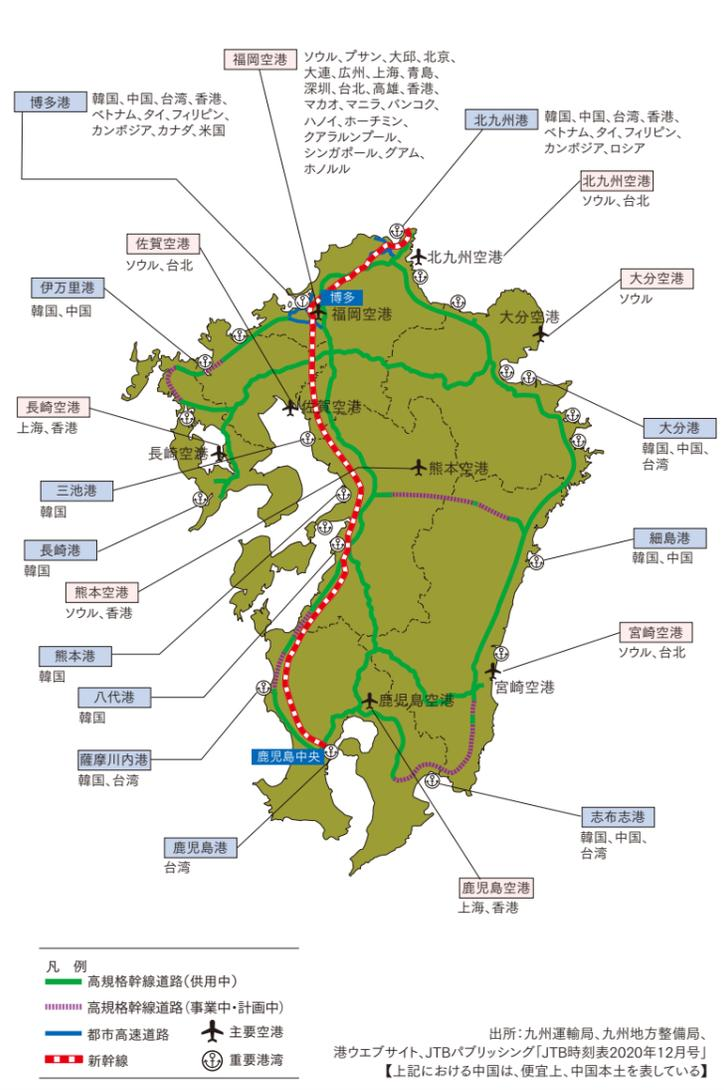 福岡空港
ソウル、プサン、大邱、北京、
大連、広州、上海、青島、
深圳、台北、高雄、香港、
マカオ、マニラ、バンコク、
ハノイ、ホーチミン、
クアラルンプール、
シンガポール、グアム、
ホノルル
博多港
韓国、中国、台湾、香港、
ベトナム、タイ、フィリピン、
カンボジア、カナダ、米国
北九州港
韓国、中国、台湾、香港、
ベトナム、タイ、フィリピン、
カンボジア、ロシア
北九州空港
ソウル、台北
佐賀空港
ソウル、台北
北九州空港
伊万里港
韓国、中国
大分空港
ソウル
博多
福岡空港
大分空港
長崎空港
上海、香港
佐賀空港
大分港
韓国、中国、
台湾
長崎空港
熊本空港
三池港
韓国
長崎港
韓国
細島港
韓国、中国
熊本空港
ソウル、香港
宮崎空港
ソウル、台北
熊本港
韓国
八代港
韓国
宮崎空港
鹿児島空港
薩摩川内港
韓国、台湾
鹿児島中央
志布志港
韓国、中国、
台湾
鹿児島港
台湾
鹿児島空港
上海、香港
凡 例
高規格幹線道路(供用中)
高規格幹線道路(事業中・計画中)
都市高速道路
主要空港
新幹線
重要港湾
出所:九州運輸局、九州地方整備局、
港ウエブサイト、JTBパブリッシング「JTB時刻表2020年12月号」
【上記における中国は、便宜上、中国本土を表している】